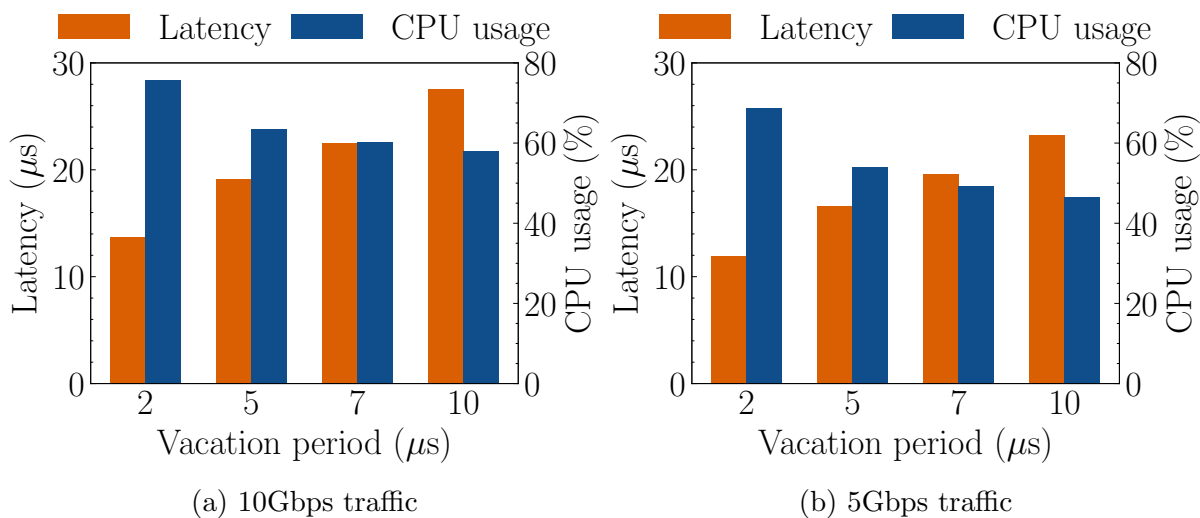 Latency CPU usage
30
20
10
0
Latency (μs)
80
60
40
20
0
CPU usage (%)
2 5 7 10
Vacation period (μs)
(a) 10Gbps traffic
Latency CPU usage
30
20
10
0
Latency (μs)
80
60
40
20
0
CPU usage (%)
2 5 7 10
Vacation period (μs)
(b) 5Gbps traffic